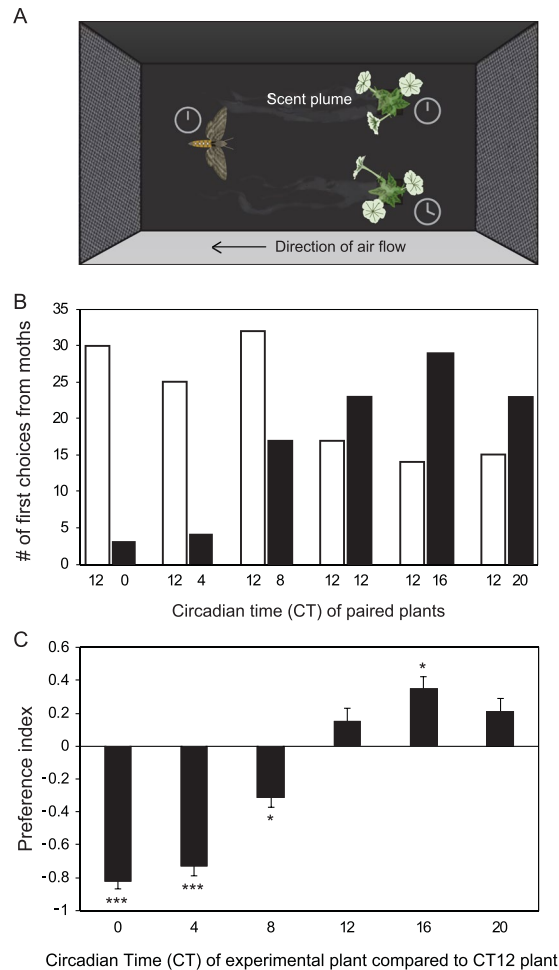 A
Scent plume
Direction of air flow
B
# of first choices from moths
35
30
25
20
15
10
5
0
12 0 12 4 12 8 12 12 12 16 12 20
Circadian time (CT) of paired plants
C
Preference index
0.6
0.4
0.2
0
-0.2
-0.4
-0.6
-0.8
-1
*** *** * *
0 4 8 12 16 20
Circadian Time (CT) of experimental plant compared to CT12 plant